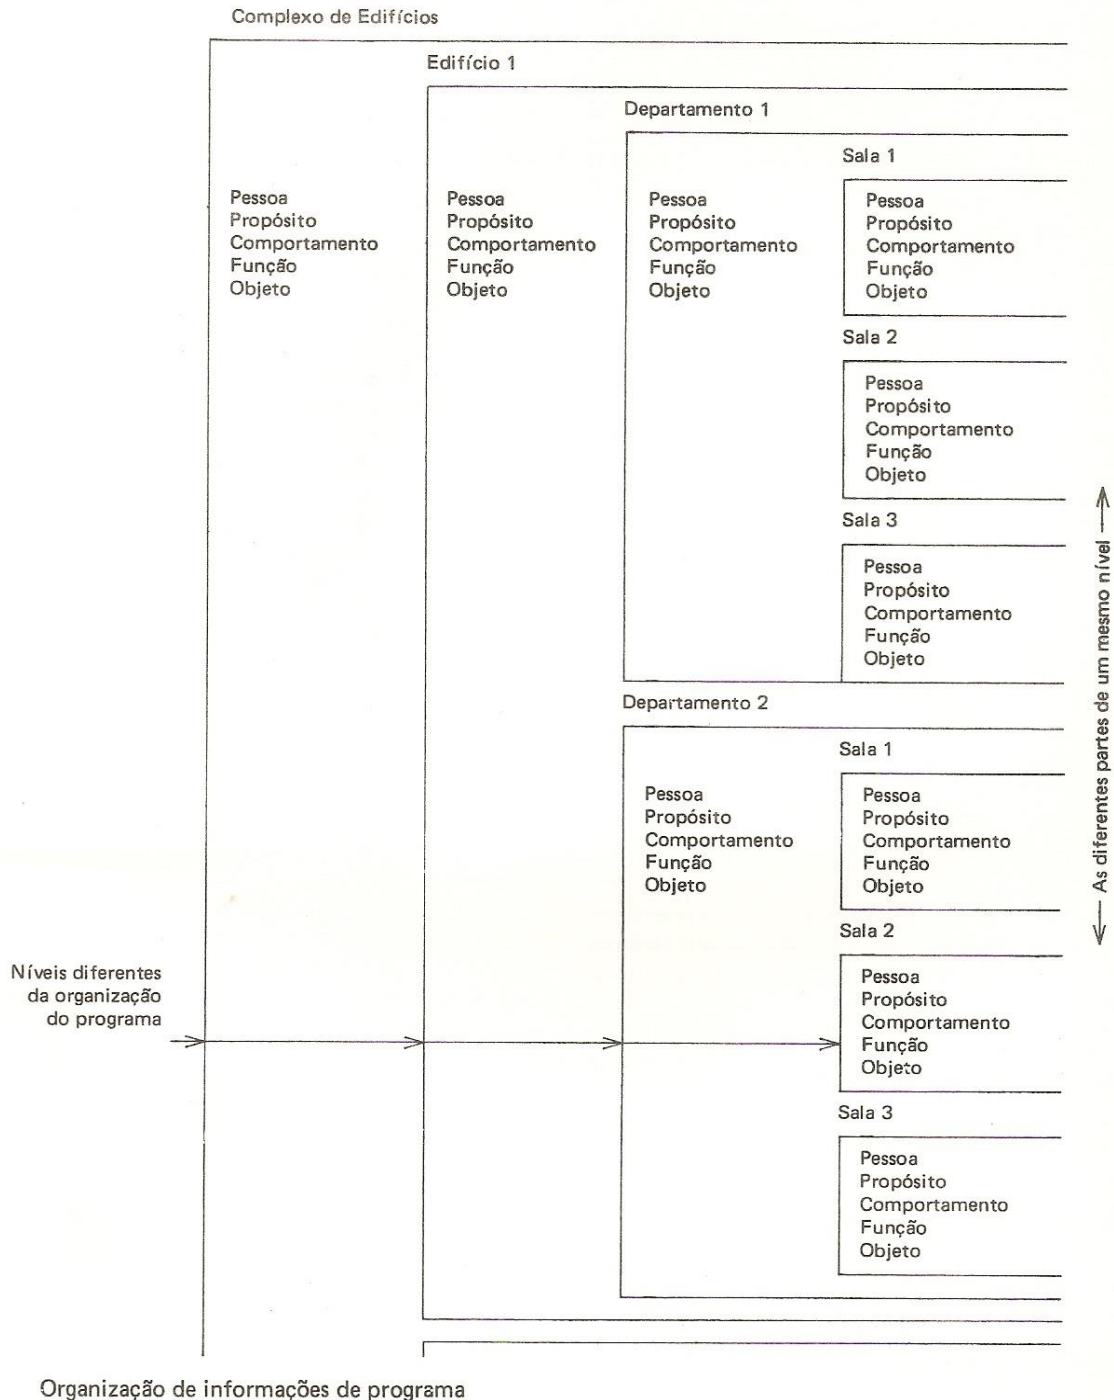 Complexo de Edifícios
Edifício 1
Departamento 1
Sala 1
Pessoa
Propósito
Comportamento
Função
Objeto
Pessoa
Propósito
Comportamento
Função
Objeto
Pessoa
Propósito
Comportamento
Função
Objeto
Pessoa
Propósito
Comportamento
Função
Objeto
Sala 2
Pessoa
Propósito
Comportamento
Função
Objeto
Sala 3
Pessoa
Propósito
Comportamento
Função
Objeto
Departamento 2
Sala 1
Pessoa
Propósito
Comportamento
Função
Objeto
Pessoa
Propósito
Comportamento
Função
Objeto
Sala 2
Pessoa
Propósito
Comportamento
Função
Objeto
Sala 3
Pessoa
Propósito
Comportamento
Função
Objeto
Níveis diferentes
da organização
do programa
As diferentes partes de um mesmo nível
Organização de informações de programa